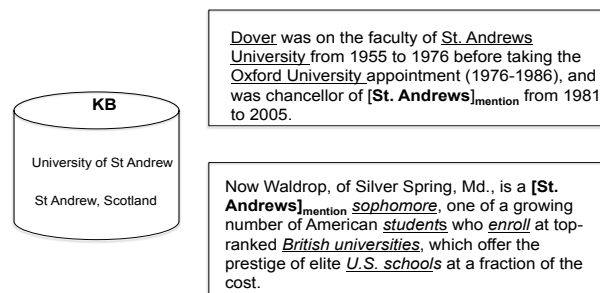 KB
University of St Andrew
St Andrew, Scotland
Dover was on the faculty of St. Andrews
University from 1955 to 1976 before taking the
Oxford University appointment (1976-1986), and
was chancellor of [St. Andrews]mention from 1981
to 2005.
Now Waldrop, of Silver Spring, Md., is a [St.
Andrews]mention sophomore, one of a growing
number of American students who enroll at top-
ranked British universities, which offer the
prestige of elite U.S. schools at a fraction of the
cost.